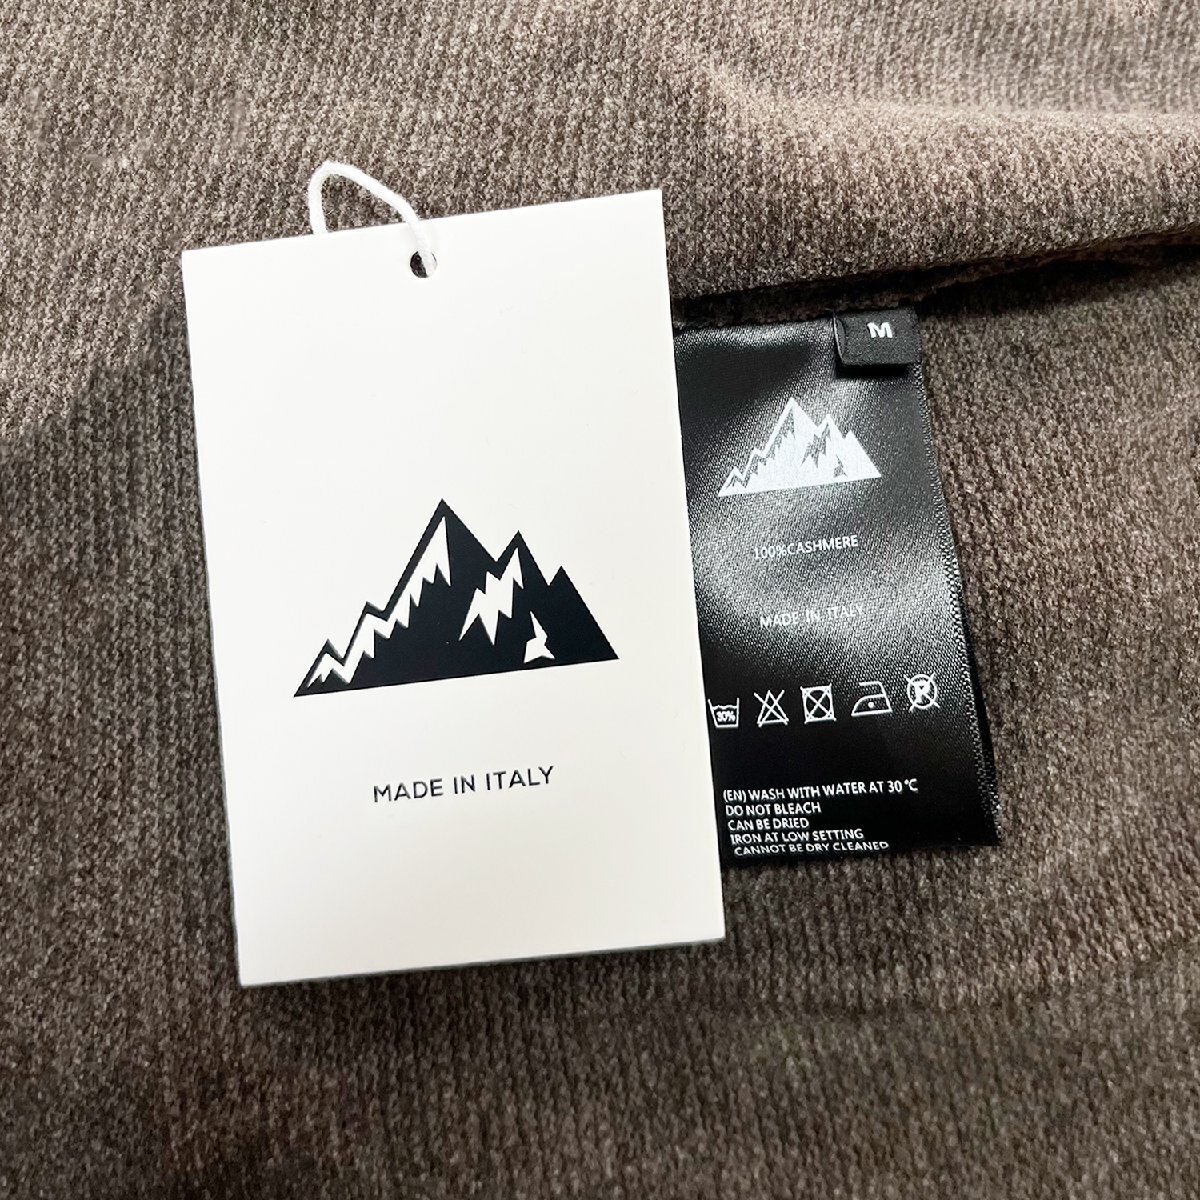 MADE IN ITALY
M
100%CASHMERE
MADE IN ITALY
30%
P
(EN) WASH WITH WATER AT 30 °C
DO NOT BLEACH
CAN BE DRIED
IRON AT LOW SETTING
CANNOT BE DRY CLEANED